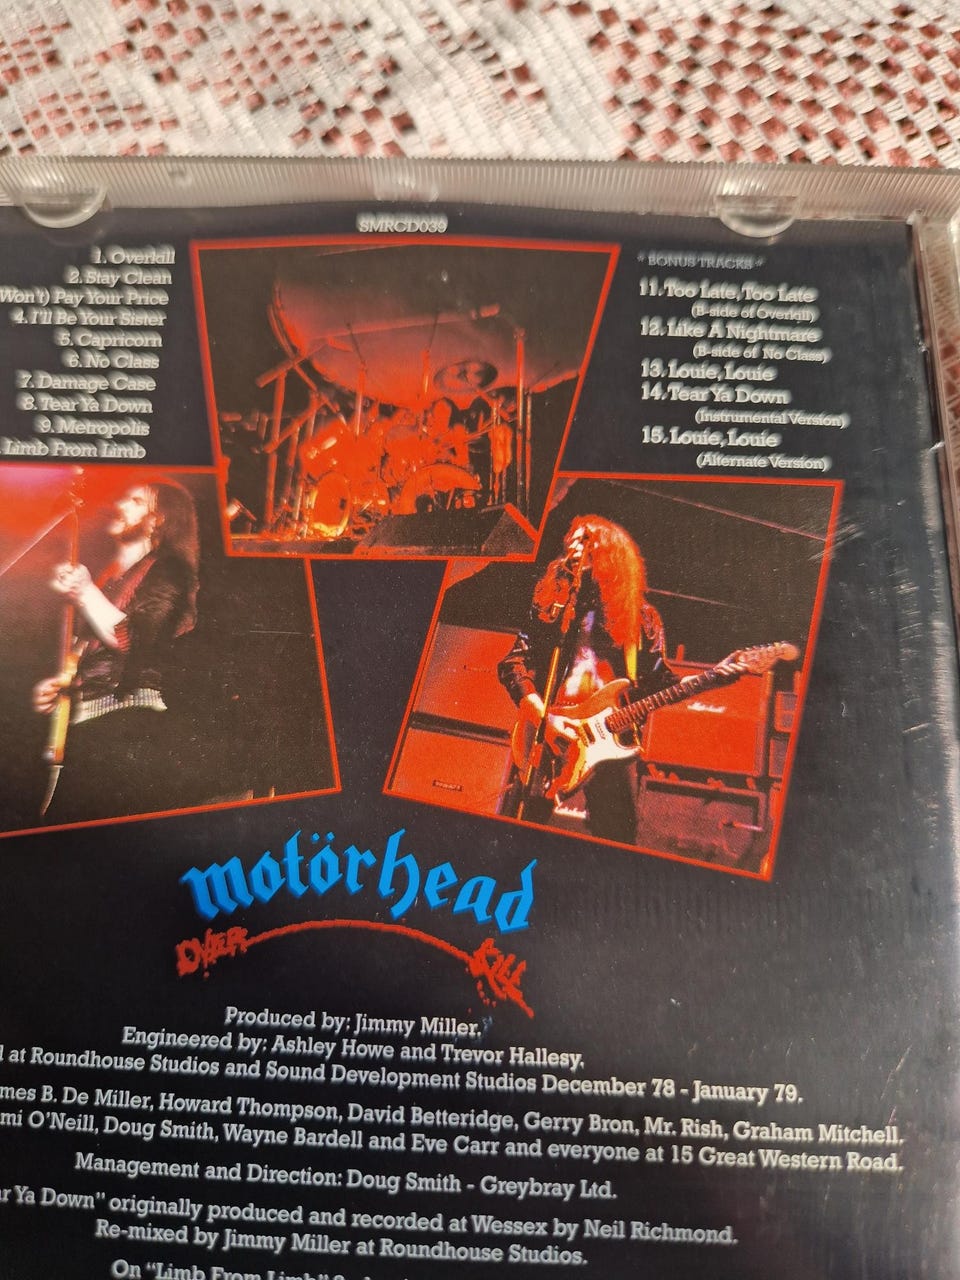 SMRCD039
1. Overkill
2. Stay Clean
Won't) Pay Your Price
4. I'll Be Your Sister
5. Capricorn
6. No Class
7. Damage Case
8. Tear Ya Down
9. Metropolis
. Limb From Limb
* BONUS TRACKS *
11. Too Late, Too Late
(B-side of Overkill)
12. Like A Nightmare
(B-side of No Class)
13. Louie, Louie
14. Tear Ya Down
(Instrumental Version)
15. Louie, Louie
(Alternate Version)
Marshall
motörhead
OVER KILL
Produced by: Jimmy Miller.
Engineered by: Ashley Howe and Trevor Hallesy.
at Roundhouse Studios and Sound Development Studios December 78 - January 79.
mes B. De Miller, Howard Thompson, David Betteridge, Gerry Bron, Mr. Rish, Graham Mitchell.
mi O'Neill, Doug Smith, Wayne Bardell and Eve Carr and everyone at 15 Great Western Road.
Management and Direction: Doug Smith - Greybray Ltd.
r Ya Down" originally produced and recorded at Wessex by Neil Richmond.
Re-mixed by Jimmy Miller at Roundhouse Studios.
On "Limb From Limb"